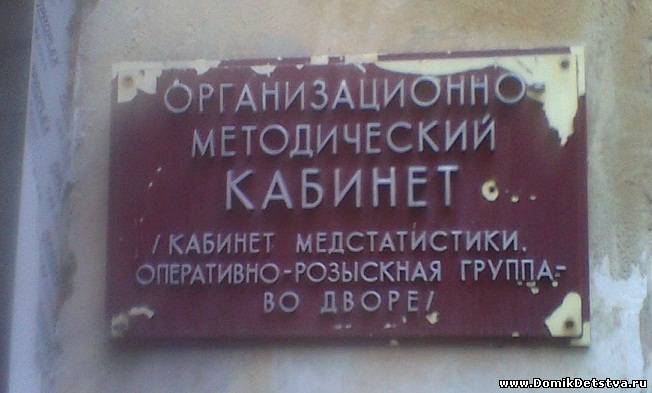 ОРГАНИЗАЦИОННО-
МЕТОДИЧЕСКИЙ
КАБИНЕТ
/ КАБИНЕТ МЕДСТАТИСТИКИ.
ОПЕРАТИВНО-РОЗЫСКНАЯ ГРУППА-
ВО ДВОРЕ/
www.DomikDetstva.ru